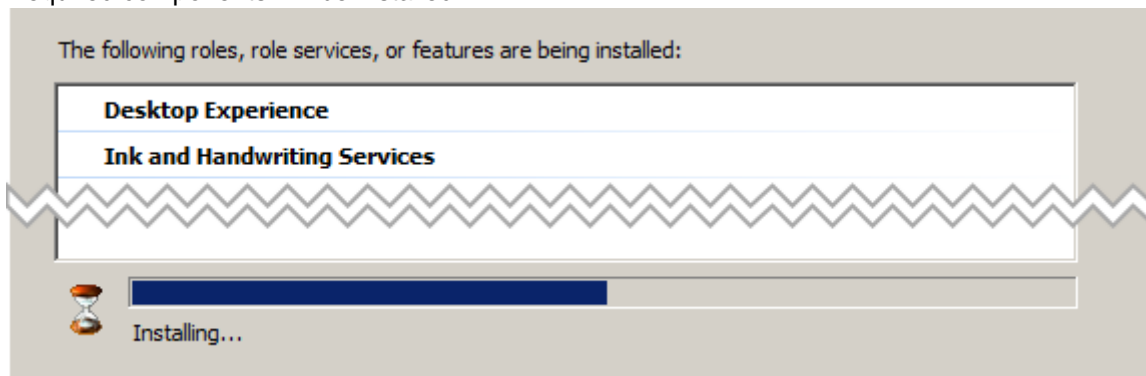 The following roles, role services, or features are being installed:
Desktop Experience
Ink and Handwriting Services
Installing...